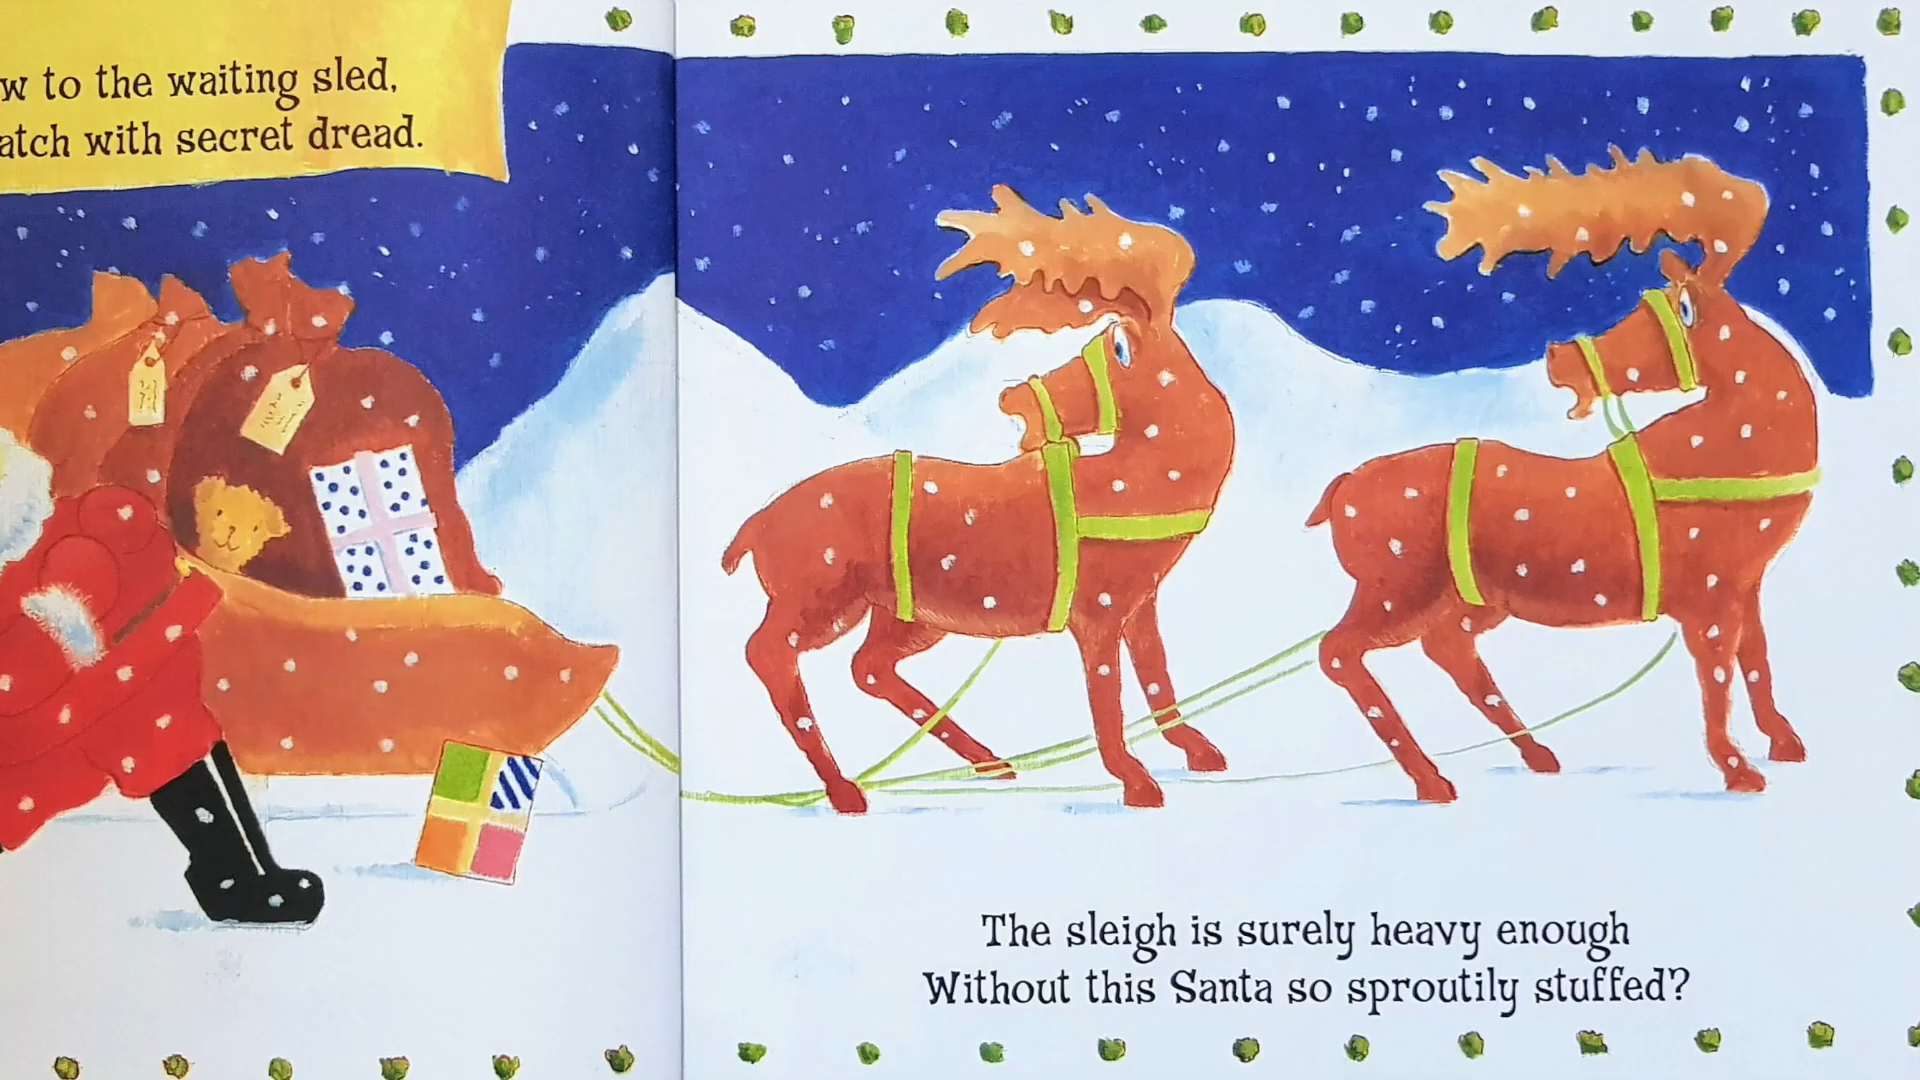 w to the waiting sled,
atch with secret dread.
The sleigh is surely heavy enough
Without this Santa so sproutily stuffed?